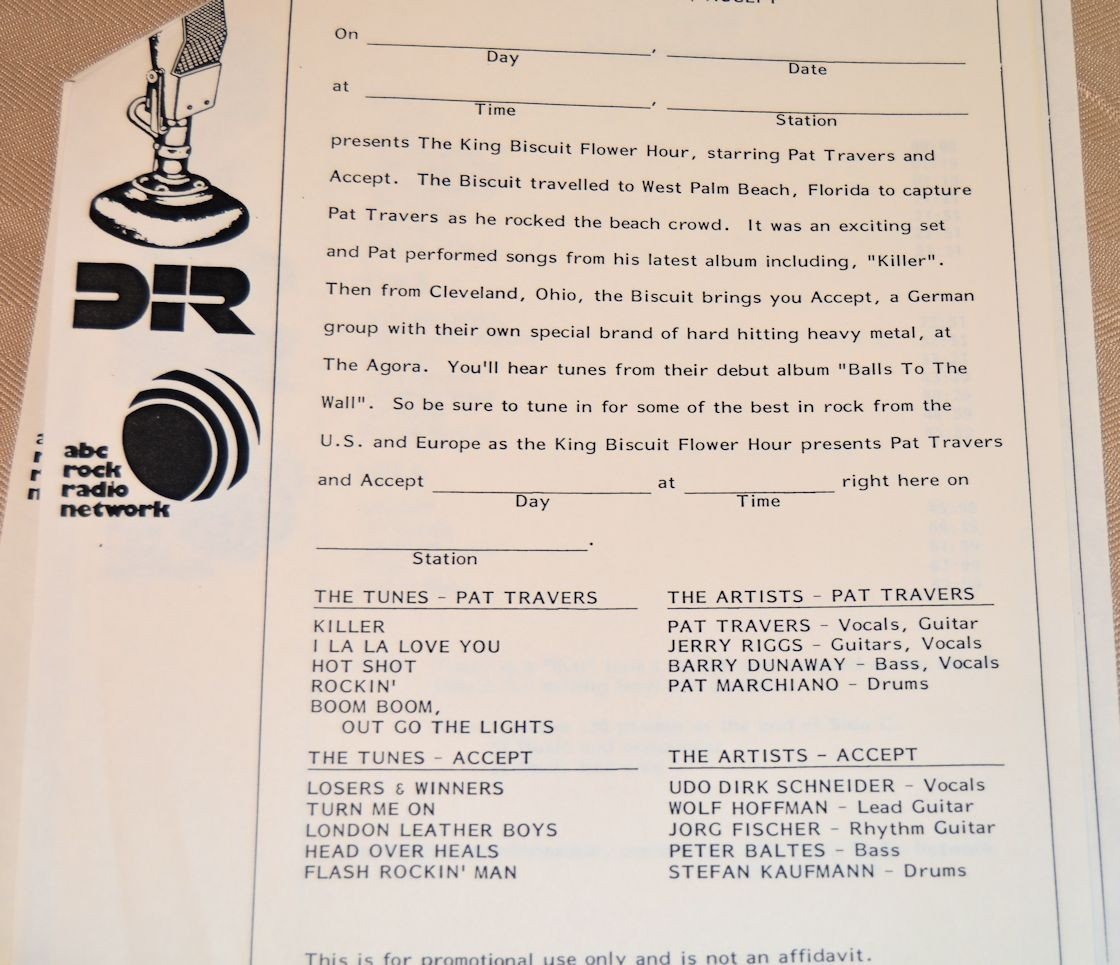 ACCEPT
On ____, ____
Day Date
at ____, ____
Time Station
presents The King Biscuit Flower Hour, starring Pat Travers and
Accept. The Biscuit travelled to West Palm Beach, Florida to capture
Pat Travers as he rocked the beach crowd. It was an exciting set
and Pat performed songs from his latest album including, "Killer".
Then from Cleveland, Ohio, the Biscuit brings you Accept, a German
group with their own special brand of hard hitting heavy metal, at
The Agora. You'll hear tunes from their debut album "Balls To The
Wall". So be sure to tune in for some of the best in rock from the
U.S. and Europe as the King Biscuit Flower Hour presents Pat Travers
and Accept ____ at ____ right here on
Day Time
____.
Station
DIR
abc
rock
radio
network
THE TUNES - PAT TRAVERS
KILLER
I LA LA LOVE YOU
HOT SHOT
ROCKIN'
BOOM BOOM,
OUT GO THE LIGHTS
THE ARTISTS - PAT TRAVERS
PAT TRAVERS - Vocals, Guitar
JERRY RIGGS - Guitars, Vocals
BARRY DUNAWAY - Bass, Vocals
PAT MARCHIANO - Drums
THE TUNES - ACCEPT
LOSERS & WINNERS
TURN ME ON
LONDON LEATHER BOYS
HEAD OVER HEALS
FLASH ROCKIN' MAN
THE ARTISTS - ACCEPT
UDO DIRK SCHNEIDER - Vocals
WOLF HOFFMAN - Lead Guitar
JORG FISCHER - Rhythm Guitar
PETER BALTES - Bass
STEFAN KAUFMANN - Drums
This is for promotional use only and is not an affidavit.